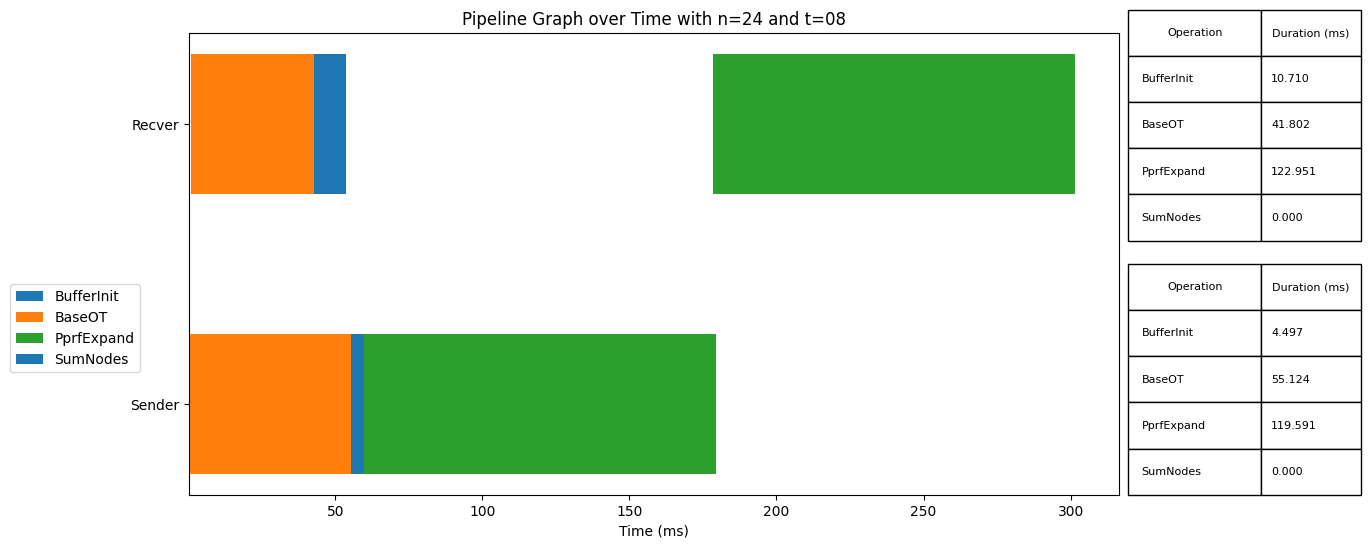 Pipeline Graph over Time with n=24 and t=08
Recver
Sender
BufferInit
BaseOT
PprfExpand
SumNodes
50 100 150 200 250 300
Time (ms)
Operation Duration (ms)
BufferInit 10.710
BaseOT 41.802
PprfExpand 122.951
SumNodes 0.000
Operation Duration (ms)
BufferInit 4.497
BaseOT 55.124
PprfExpand 119.591
SumNodes 0.000